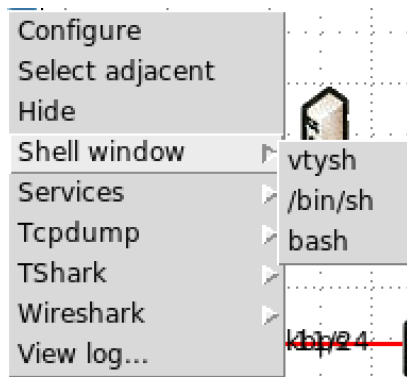 Configure
Select adjacent
Hide
Shell window
vtysh
/bin/sh
bash
Services
Tcpdump
TShark
Wireshark
View log...